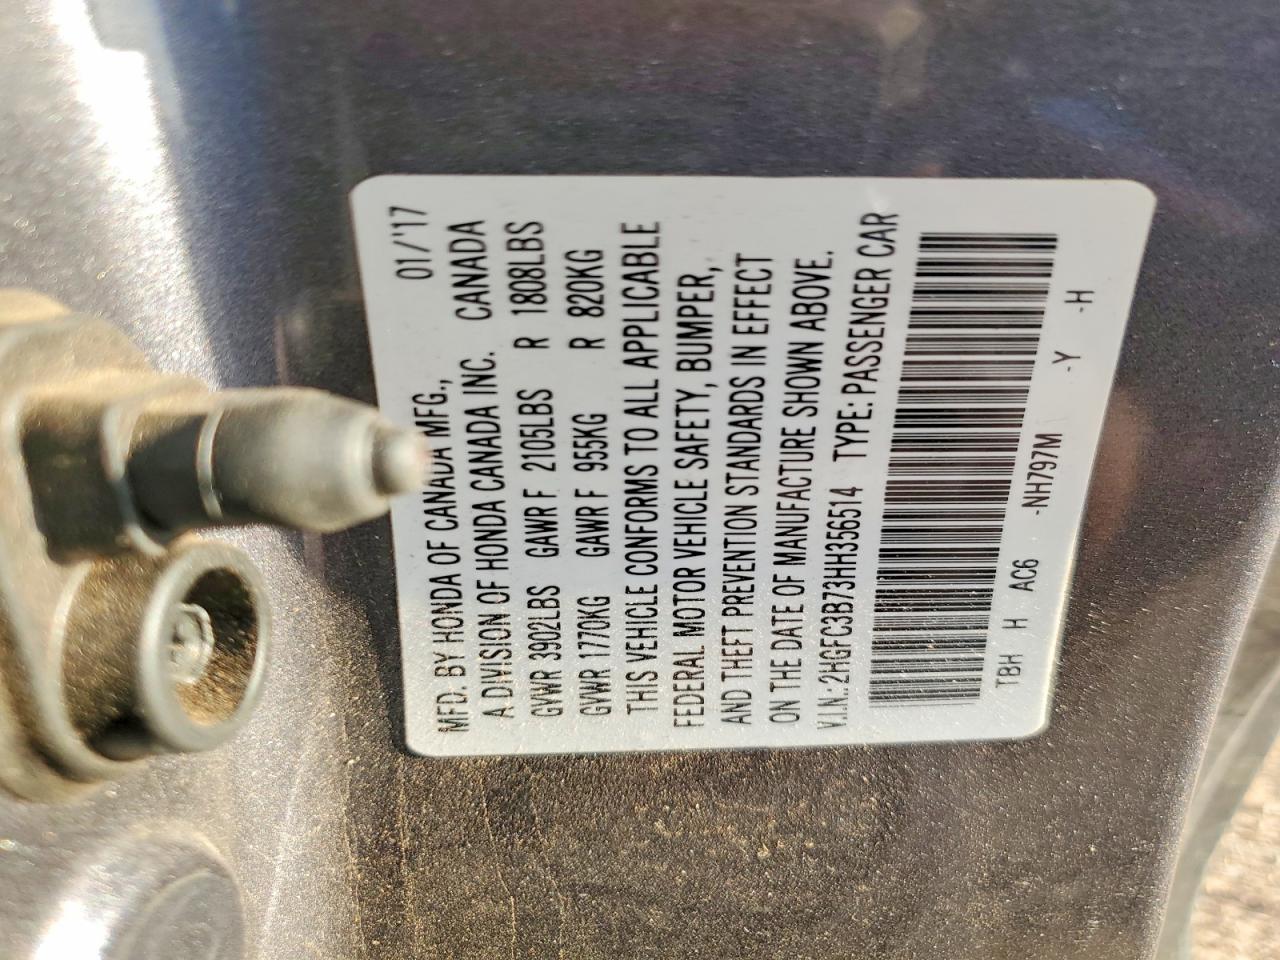 01/'17
MFD. BY HONDA OF CANADA MFG.,
A DIVISION OF HONDA CANADA INC. CANADA
GVWR 3902LBS GAWR F 2105LBS R 1808LBS
GVWR 1770KG GAWR F 955KG R 820KG
THIS VEHICLE CONFORMS TO ALL APPLICABLE
FEDERAL MOTOR VEHICLE SAFETY, BUMPER,
AND THEFT PREVENTION STANDARDS IN EFFECT
ON THE DATE OF MANUFACTURE SHOWN ABOVE.
V.I.N.: 2HGFC3B73HH356514 TYPE: PASSENGER CAR
TBH H AC6 -NH797M -Y -H